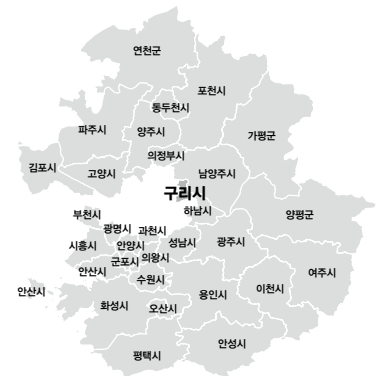 연천군
포천시
동두천시
파주시
양주시
가평군
의정부시
김포시
고양시
남양주시
구리시
하남시
양평군
부천시
광명시
과천시
시흥시
안양시
성남시
광주시
군포시
의왕시
안산시
수원시
여주시
안산시
화성시
오산시
용인시
이천시
평택시
안성시